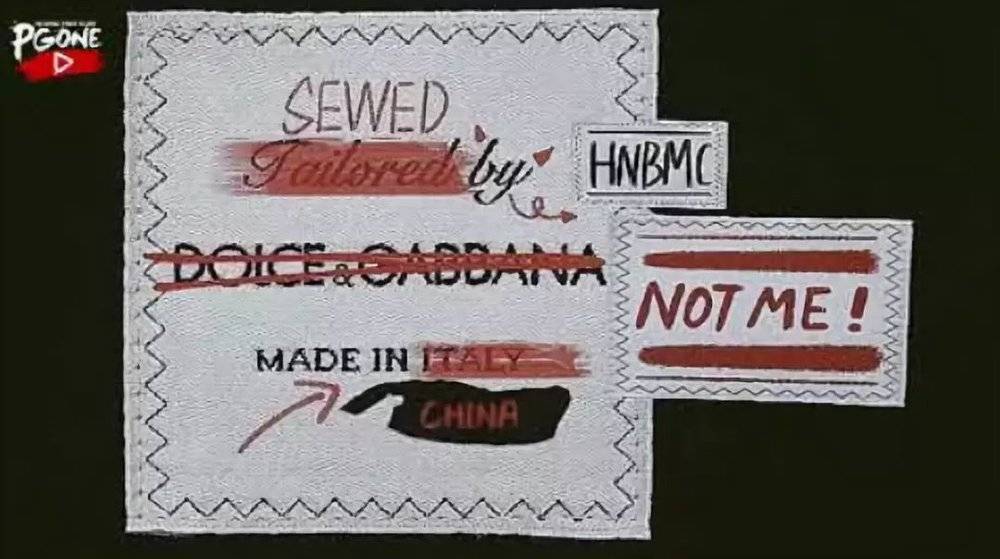 PGONE
SEWED
Tailored by
HNBMC
DOLCE & GABBANA
NOT ME!
MADE IN ITALY
CHINA